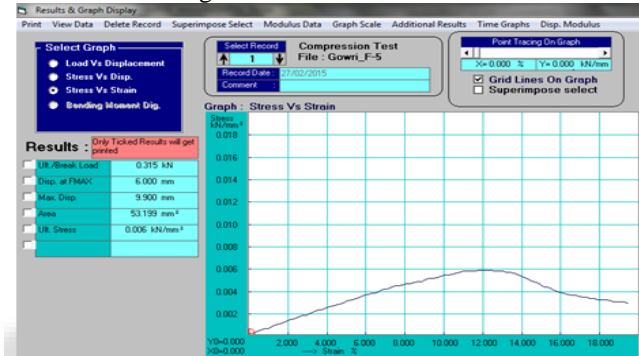 Results & Graph Display
Print View Data Delete Record Superimpose Select Modulus Data Graph Scale Additional Results Time Graphs Disp. Modulus
Select Graph
Load Vs Displacement
Stress Vs Disp.
Stress Vs Strain
Bending Moment Dig.
Select Record
1
Compression Test
File : Gowri_F-5
Record Date : 27/02/2015
Comment :
Point Tracing On Graph
X= 0.000 % Y= 0.000 kN/mm
Grid Lines On Graph
Superimpose select
Results :
Only Ticked Results will get printed
Ult./Break Load 0.315 kN
Disp. at FMAX 6.000 mm
Max. Disp. 9.900 mm
Area 53.199 mm²
Ult. Stress 0.006 kN/mm²
Graph : Stress Vs Strain
Stress
kN/mm²
0.018
0.016
0.014
0.012
0.010
0.008
0.006
0.004
0.002
Y0=0.000
X0=0.000
2.000 4.000 6.000 8.000 10.000 12.000 14.000 16.000 18.000
---> Strain %